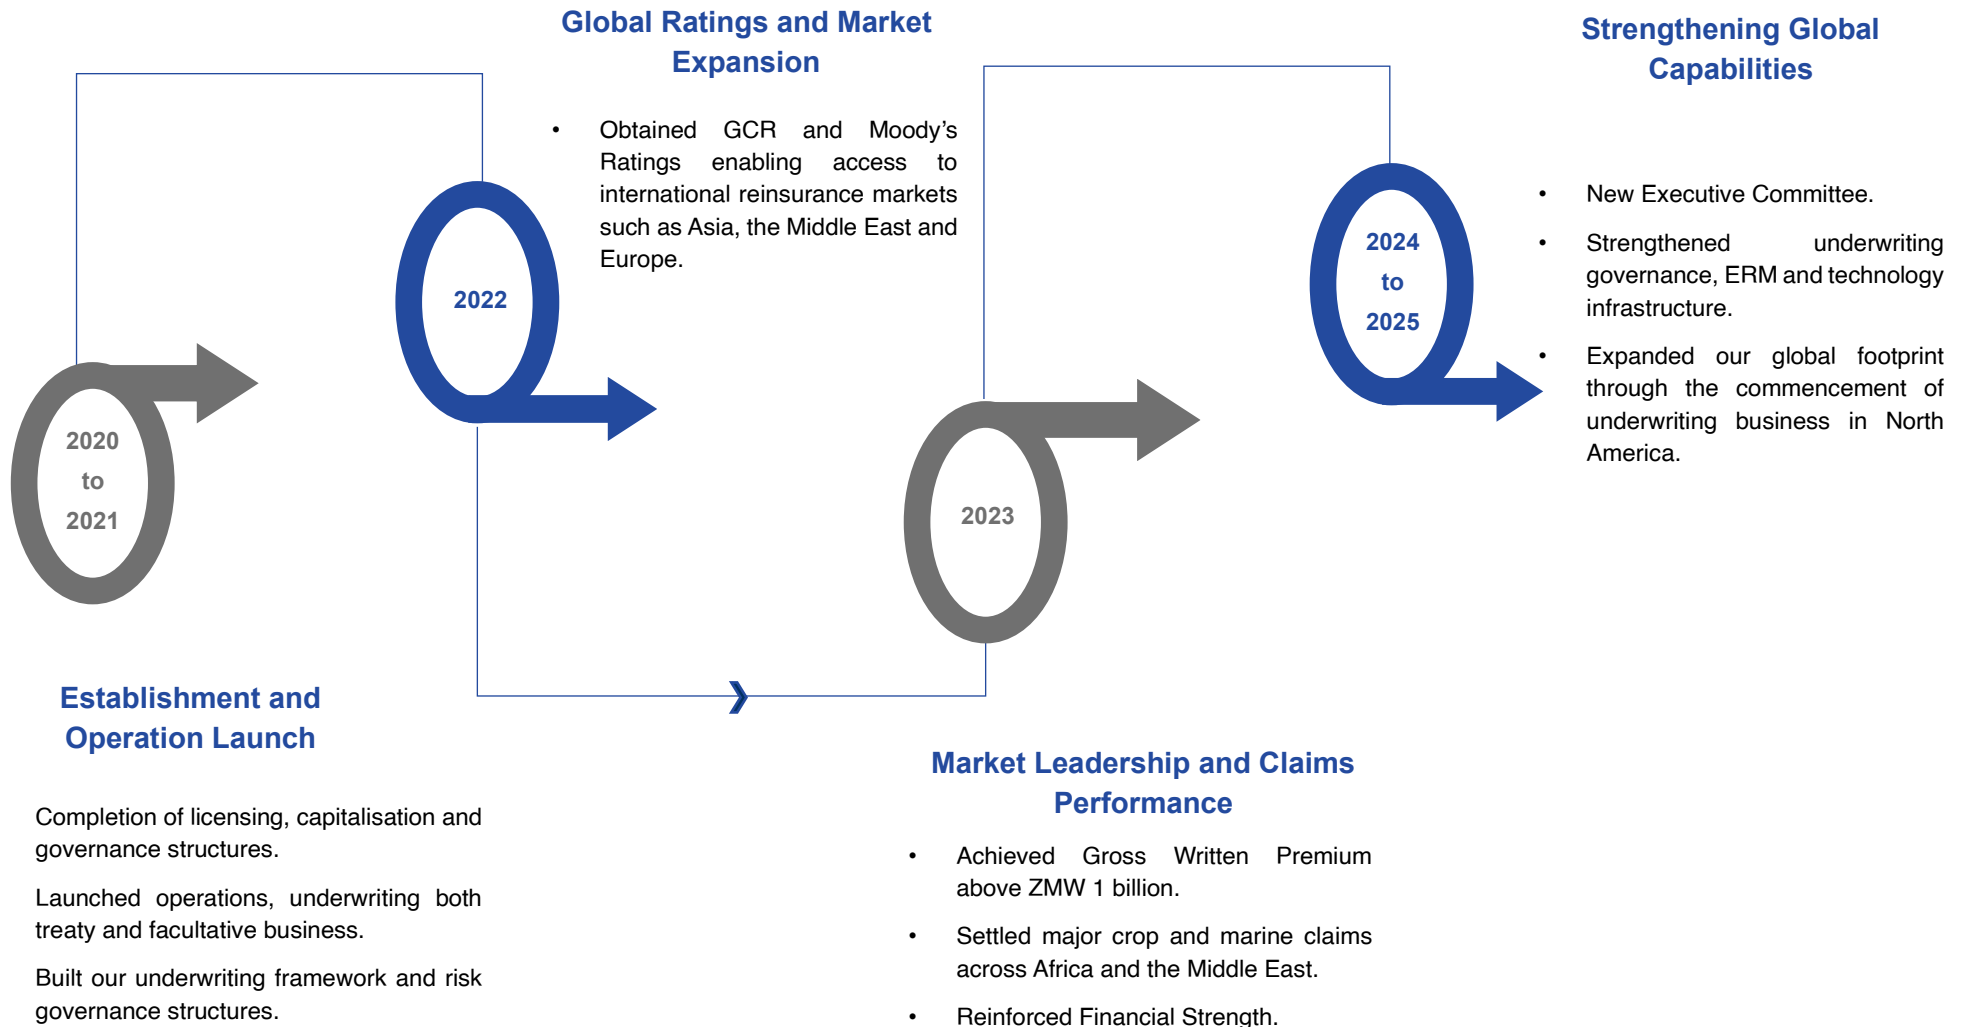 2020
to
2021
Establishment and
Operation Launch
Completion of licensing, capitalisation and
governance structures.
Launched operations, underwriting both
treaty and facultative business.
Built our underwriting framework and risk
governance structures.
2022
Global Ratings and Market
Expansion
• Obtained GCR and Moody’s
Ratings enabling access to
international reinsurance markets
such as Asia, the Middle East and
Europe.
2023
Market Leadership and Claims
Performance
• Achieved Gross Written Premium
above ZMW 1 billion.
• Settled major crop and marine claims
across Africa and the Middle East.
• Reinforced Financial Strength.
2024
to
2025
Strengthening Global
Capabilities
• New Executive Committee.
• Strengthened underwriting
governance, ERM and technology
infrastructure.
• Expanded our global footprint
through the commencement of
underwriting business in North
America.